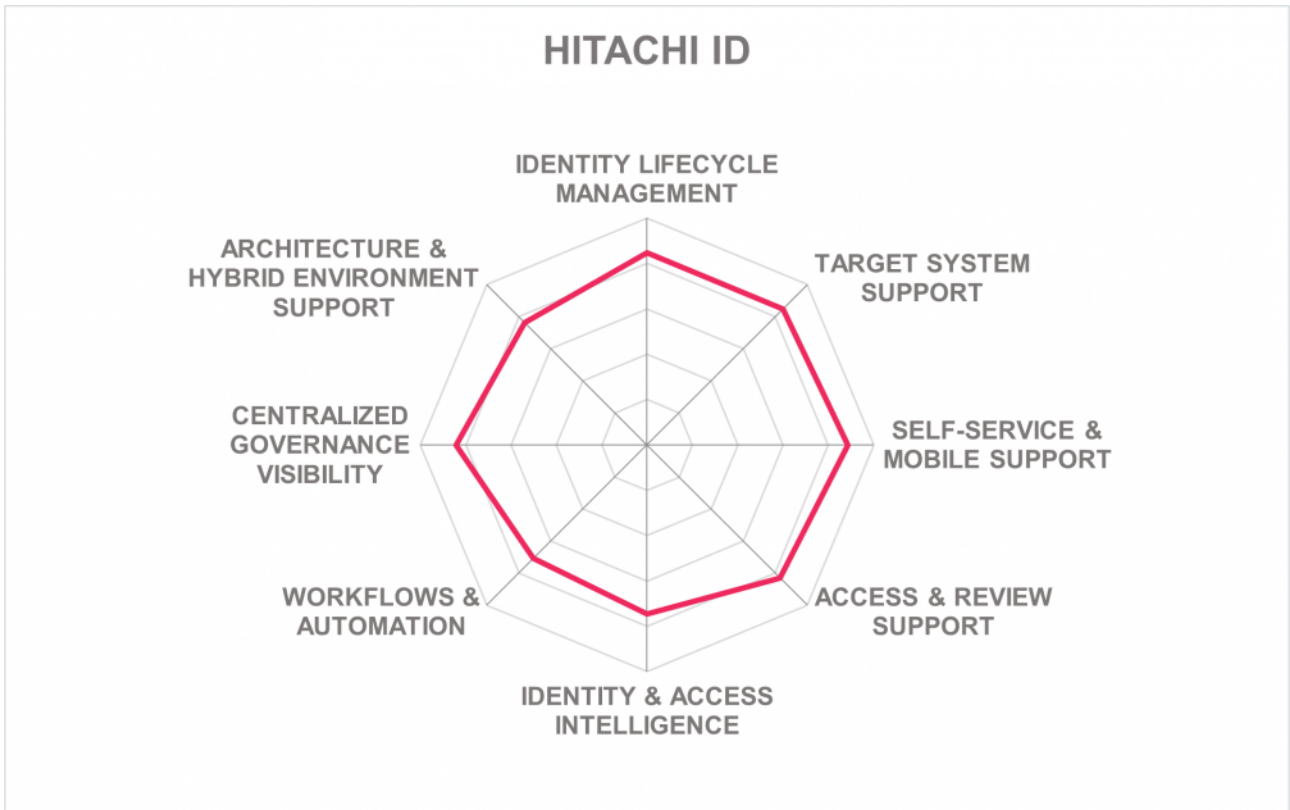 HITACHI ID
IDENTITY LIFECYCLE
MANAGEMENT
TARGET SYSTEM
SUPPORT
SELF-SERVICE &
MOBILE SUPPORT
ACCESS & REVIEW
SUPPORT
IDENTITY & ACCESS
INTELLIGENCE
WORKFLOWS &
AUTOMATION
CENTRALIZED
GOVERNANCE
VISIBILITY
ARCHITECTURE &
HYBRID ENVIRONMENT
SUPPORT